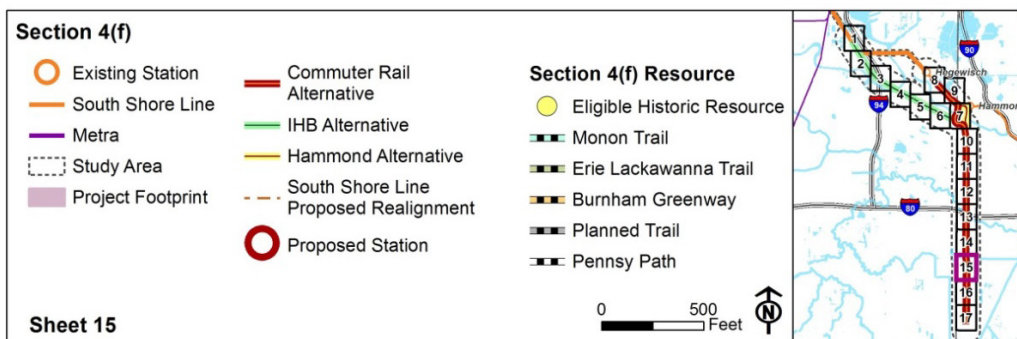 Section 4(f)
Existing Station
South Shore Line
Metra
Study Area
Project Footprint
Commuter Rail
Alternative
IHB Alternative
Hammond Alternative
South Shore Line
Proposed Realignment
Proposed Station
Section 4(f) Resource
Eligible Historic Resource
Monon Trail
Erie Lackawanna Trail
Burnham Greenway
Planned Trail
Pennsy Path
Sheet 15
0 500
Feet
N
1
2
3
4
5
6
7
8
9
10
11
12
13
14
15
16
17
Hegewisch
Hammon
90
94
80